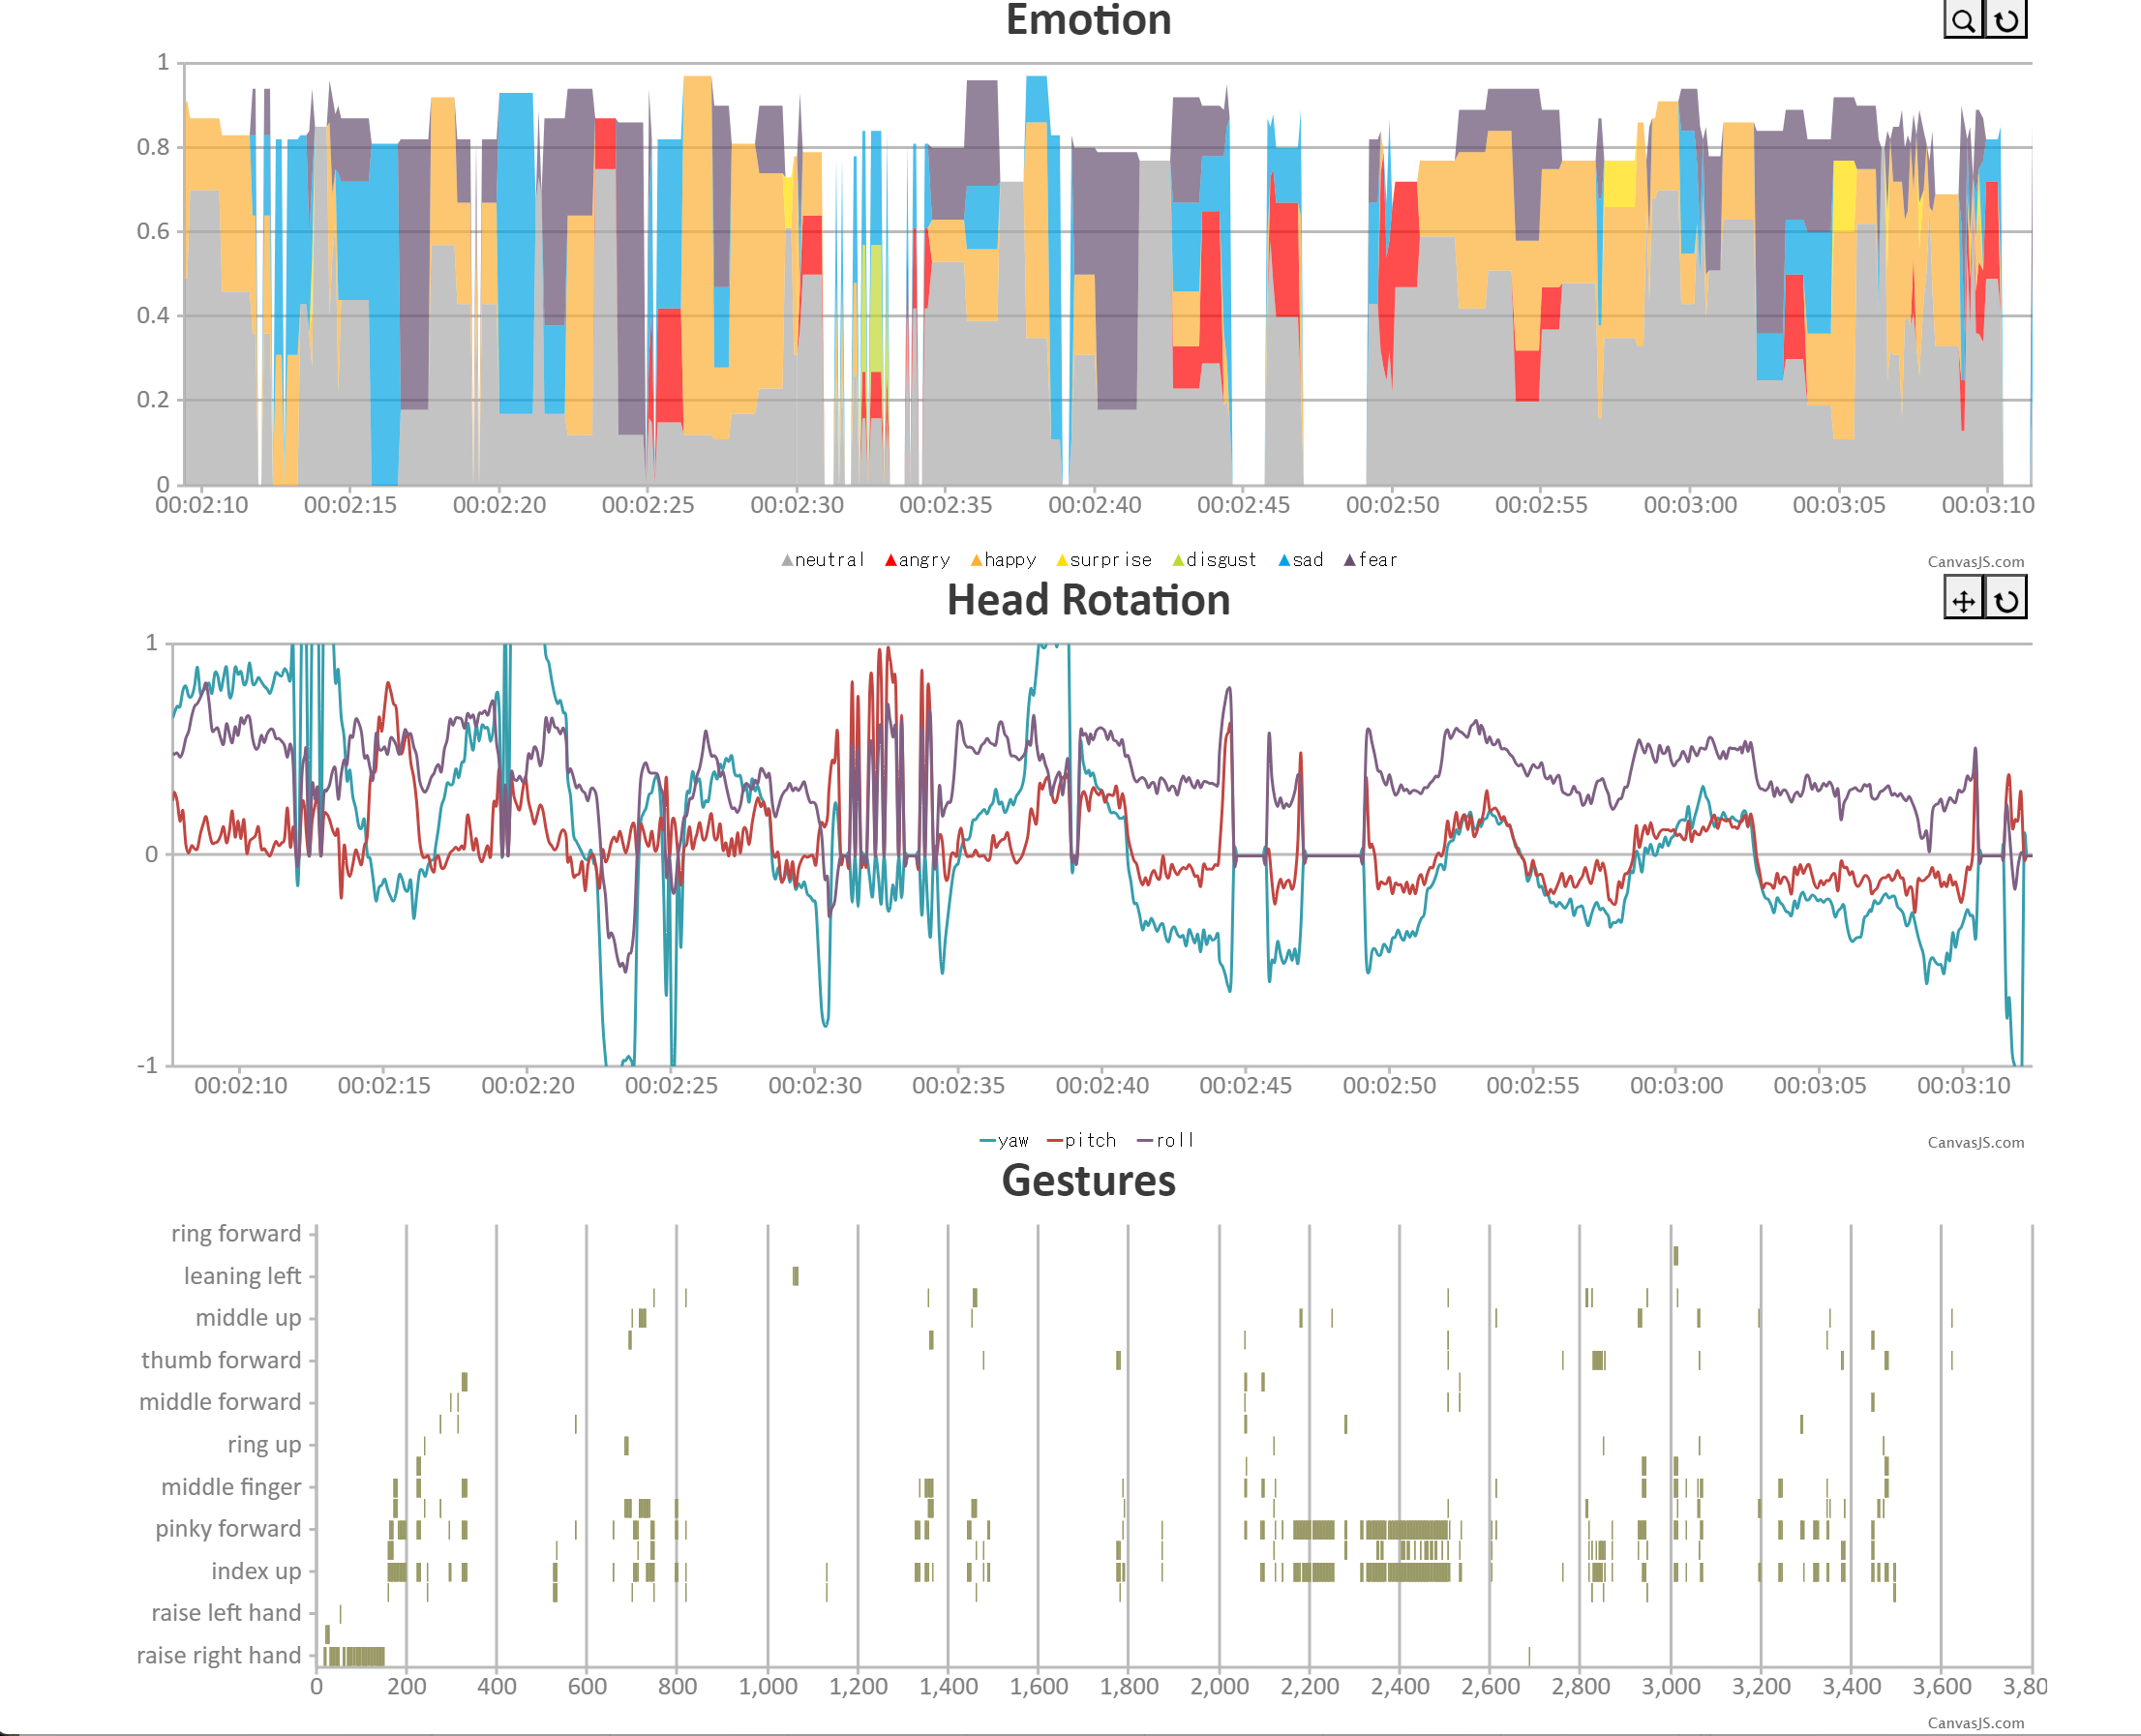 Emotion
1
0.8
0.6
0.4
0.2
0
00:02:10 00:02:15 00:02:20 00:02:25 00:02:30 00:02:35 00:02:40 00:02:45 00:02:50 00:02:55 00:03:00 00:03:05 00:03:10
neutral angry happy surprise disgust sad fear
CanvasJS.com
Head Rotation
1
0
-1
00:02:10 00:02:15 00:02:20 00:02:25 00:02:30 00:02:35 00:02:40 00:02:45 00:02:50 00:02:55 00:03:00 00:03:05 00:03:10
yaw pitch roll
CanvasJS.com
Gestures
ring forward
leaning left
middle up
thumb forward
middle forward
ring up
middle finger
pinky forward
index up
raise left hand
raise right hand
0 200 400 600 800 1,000 1,200 1,400 1,600 1,800 2,000 2,200 2,400 2,600 2,800 3,000 3,200 3,400 3,600 3,80
CanvasJS.com